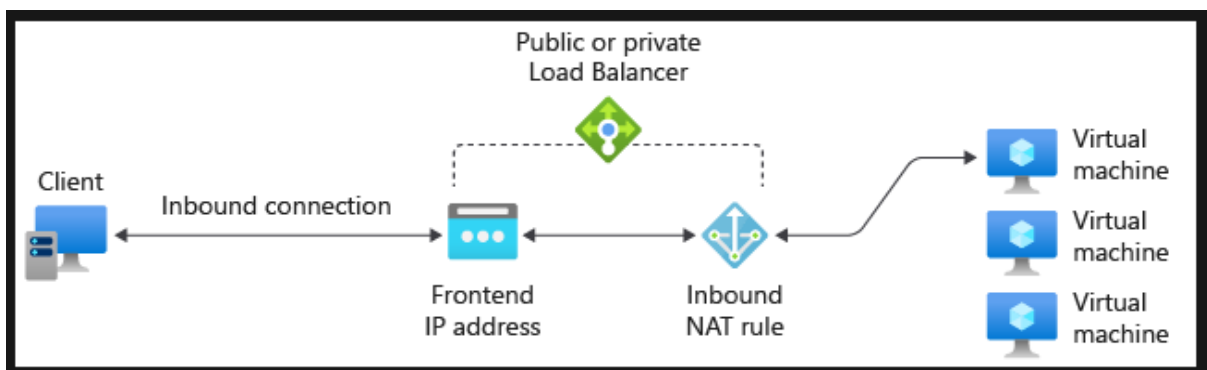 Public or private
Load Balancer
Client
Inbound connection
Frontend
IP address
Inbound
NAT rule
Virtual
machine
Virtual
machine
Virtual
machine